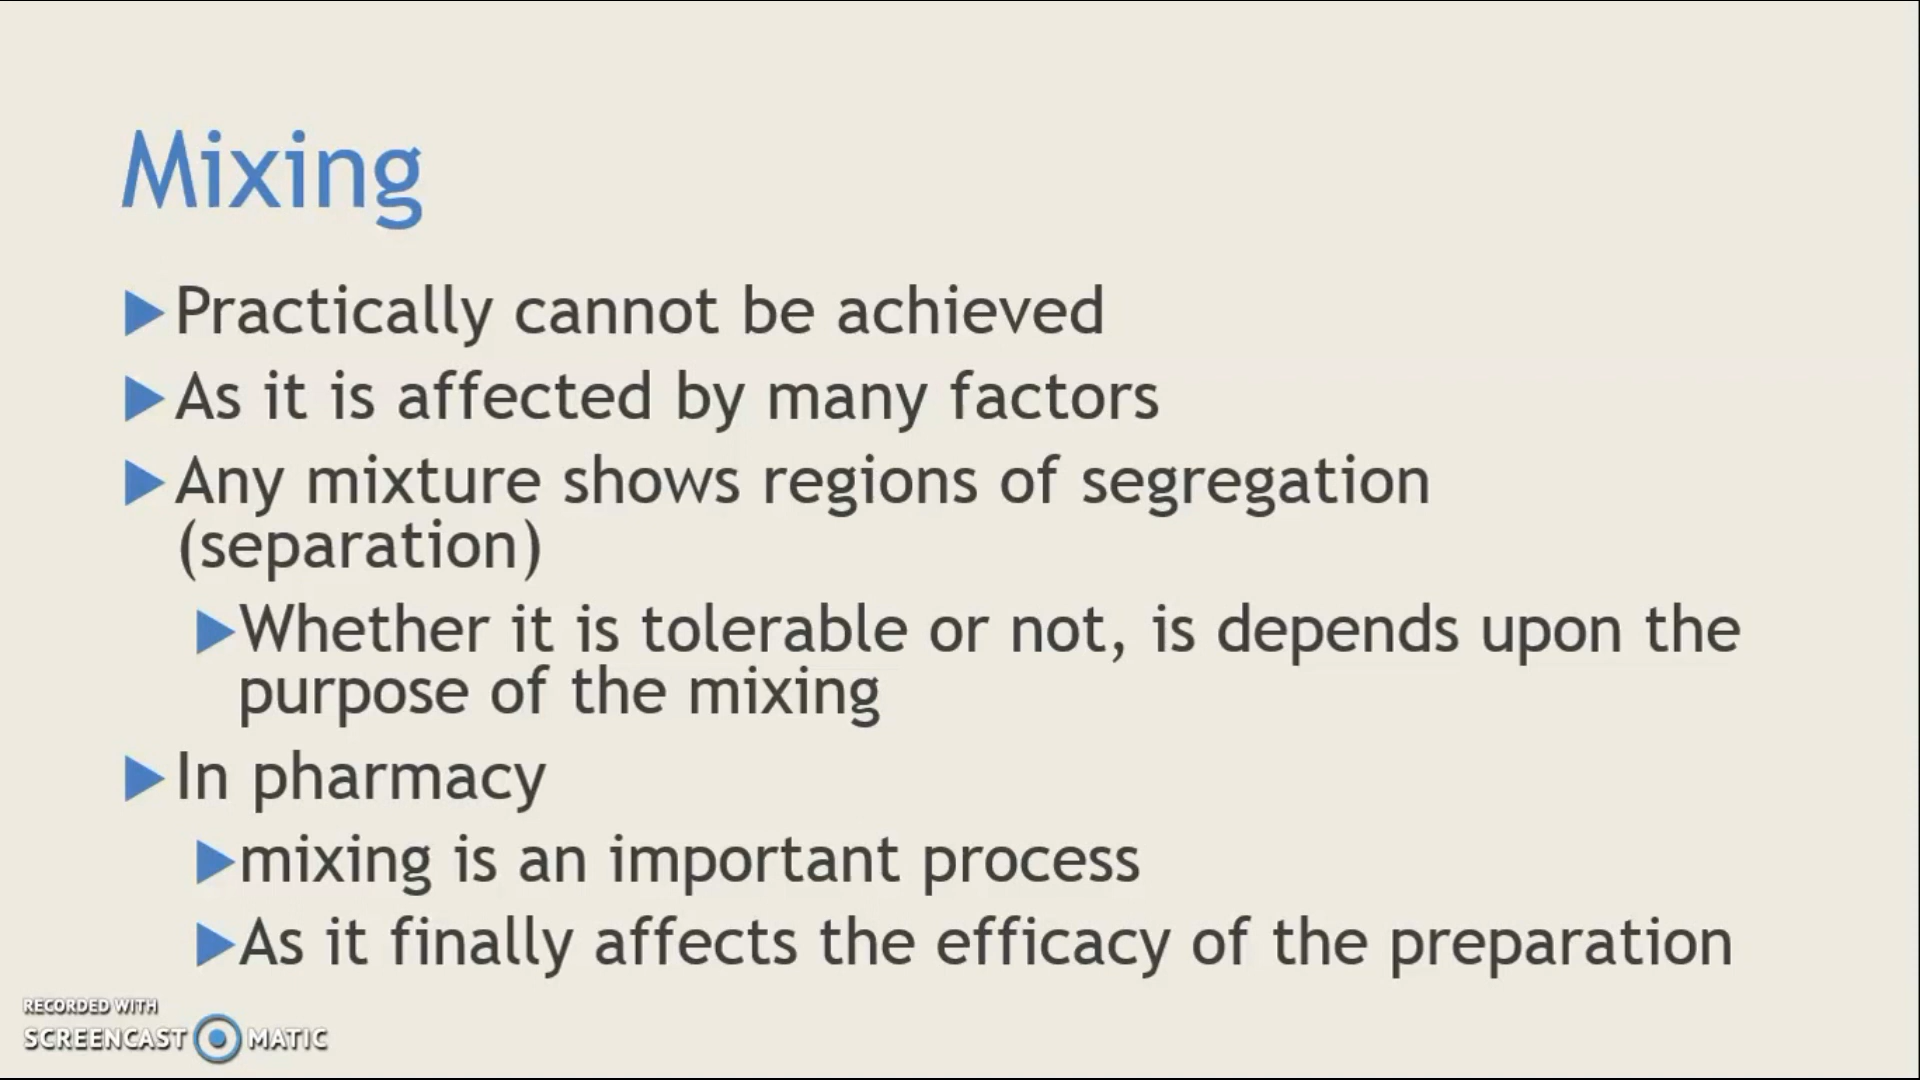 Mixing
Practically cannot be achieved
As it is affected by many factors
Any mixture shows regions of segregation
(separation)
Whether it is tolerable or not, is depends upon the
purpose of the mixing
In pharmacy
mixing is an important process
As it finally affects the efficacy of the preparation
RECORDED WITH
SCREENCAST MATIC